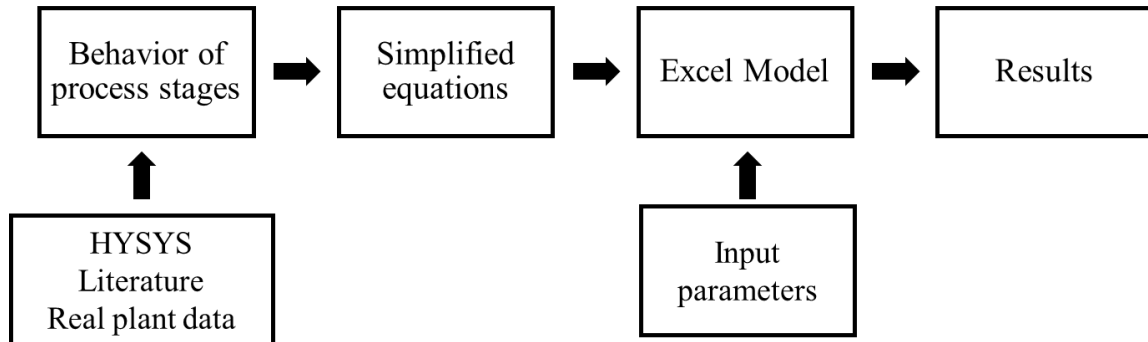 Behavior of
process stages
Simplified
equations
Excel Model
Results
HYSYS
Literature
Real plant data
Input
parameters